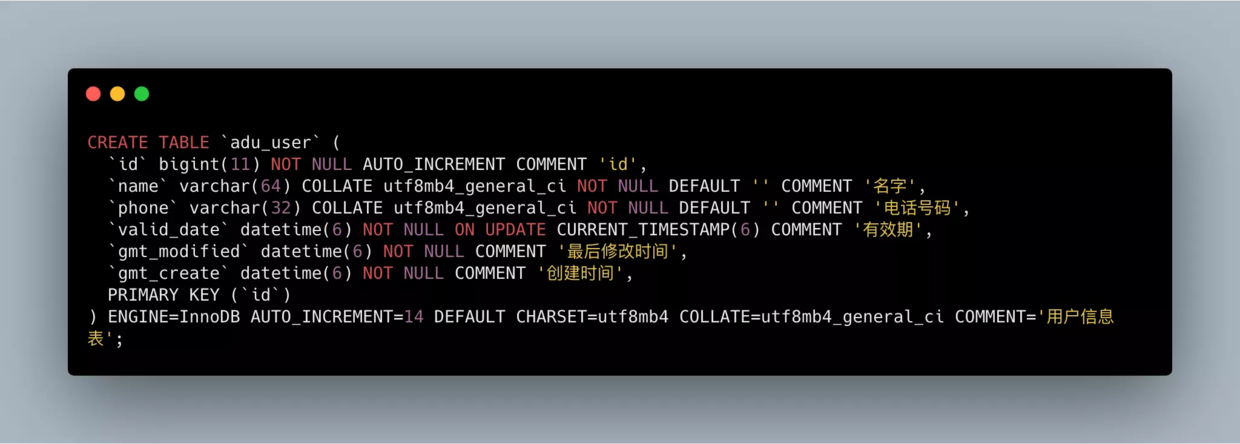 CREATE TABLE `adu_user` (
  `id` bigint(11) NOT NULL AUTO_INCREMENT COMMENT 'id',
  `name` varchar(64) COLLATE utf8mb4_general_ci NOT NULL DEFAULT '' COMMENT '名字',
  `phone` varchar(32) COLLATE utf8mb4_general_ci NOT NULL DEFAULT '' COMMENT '电话号码',
  `valid_date` datetime(6) NOT NULL ON UPDATE CURRENT_TIMESTAMP(6) COMMENT '有效期',
  `gmt_modified` datetime(6) NOT NULL COMMENT '最后修改时间',
  `gmt_create` datetime(6) NOT NULL COMMENT '创建时间',
  PRIMARY KEY (`id`)
) ENGINE=InnoDB AUTO_INCREMENT=14 DEFAULT CHARSET=utf8mb4 COLLATE=utf8mb4_general_ci COMMENT='用户信息
表';